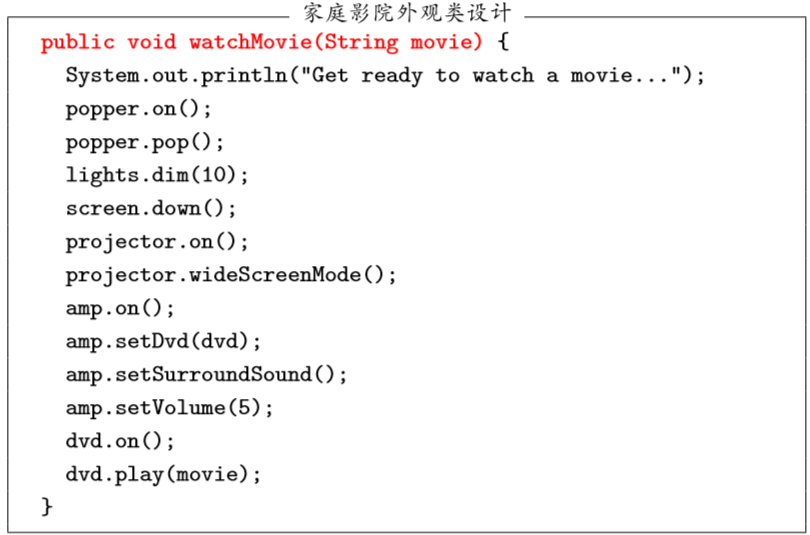 家庭影院外观类设计
public void watchMovie(String movie) {
System.out.println("Get ready to watch a movie...");
popper.on();
popper.pop();
lights.dim(10);
screen.down();
projector.on();
projector.wideScreenMode();
amp.on();
amp.setDvd(dvd);
amp.setSurroundSound();
amp.setVolume(5);
dvd.on();
dvd.play(movie);
}